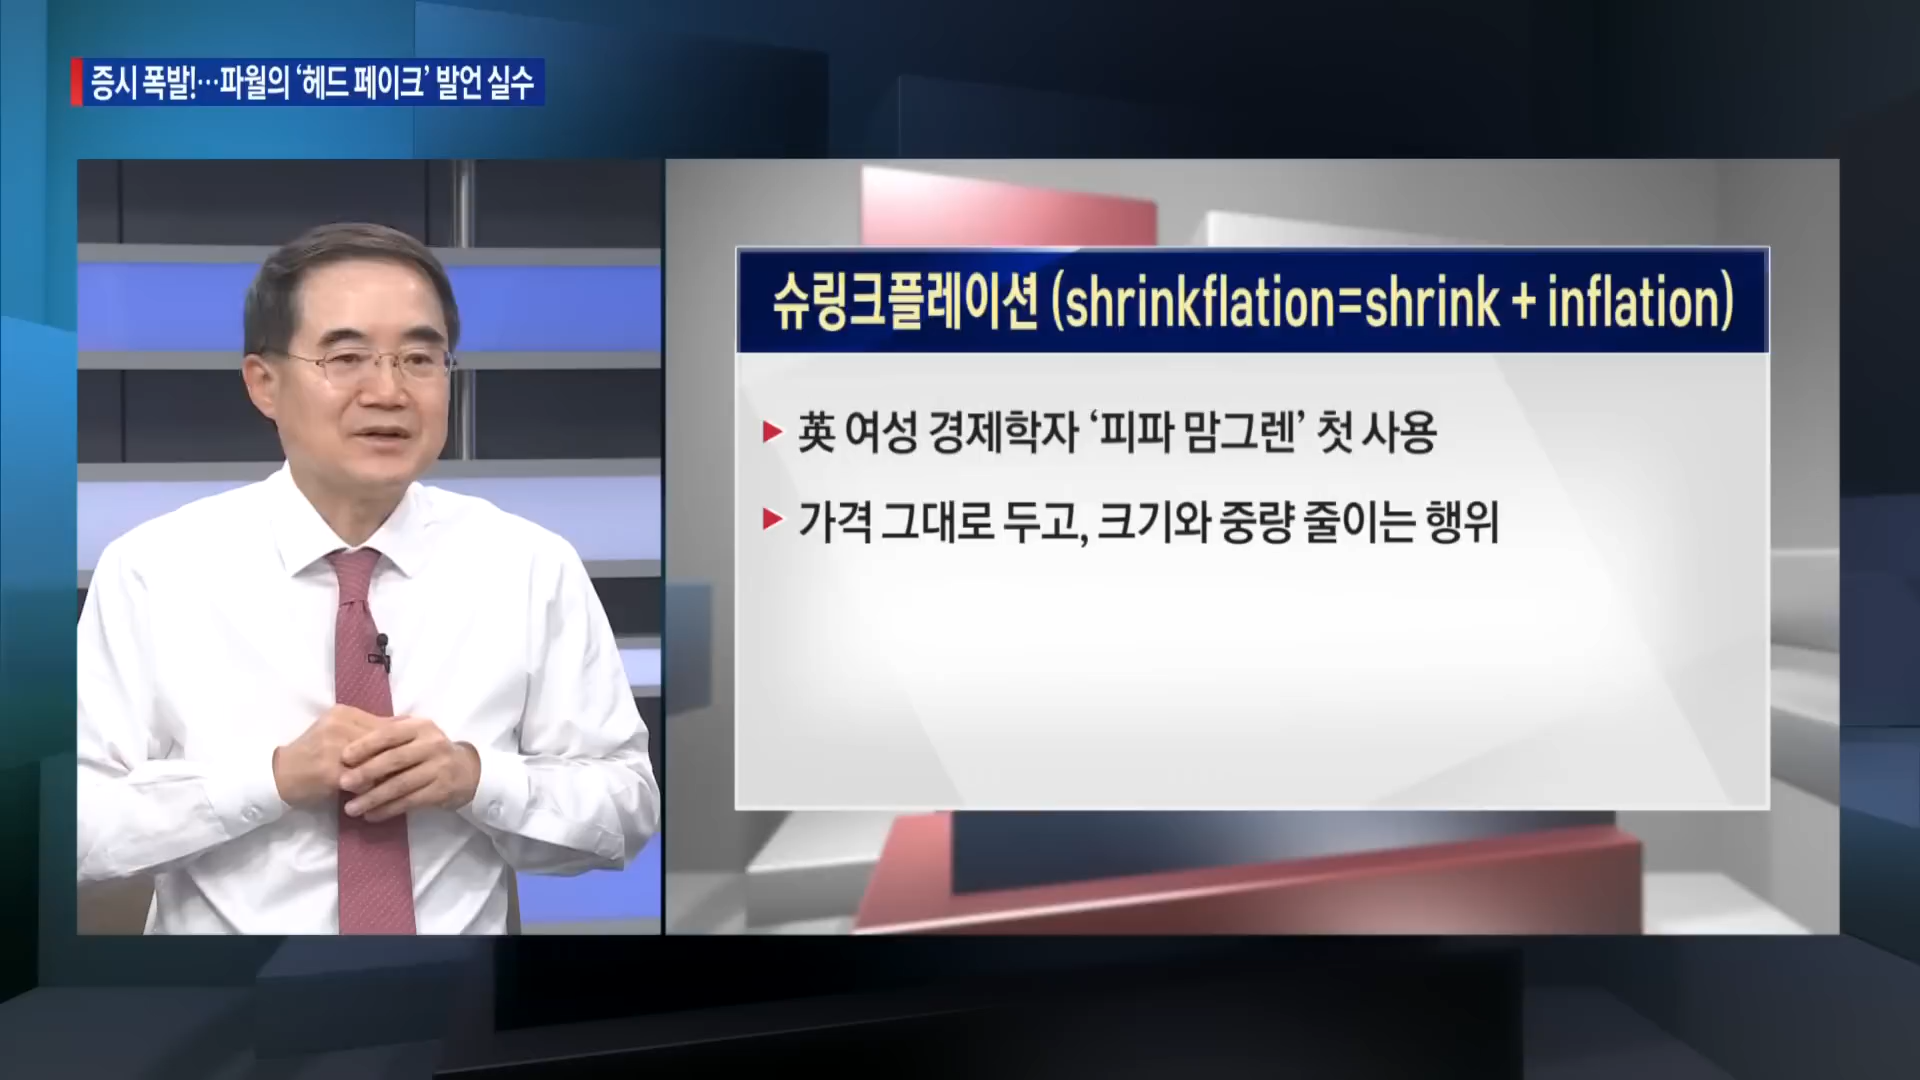 증시 폭발!…파월의 ‘헤드 페이크’ 발언 실수
슈링크플레이션 (shrinkflation=shrink + inflation)
▶ 英 여성 경제학자 ‘피파 맘그렌’ 첫 사용
▶ 가격 그대로 두고, 크기와 중량 줄이는 행위